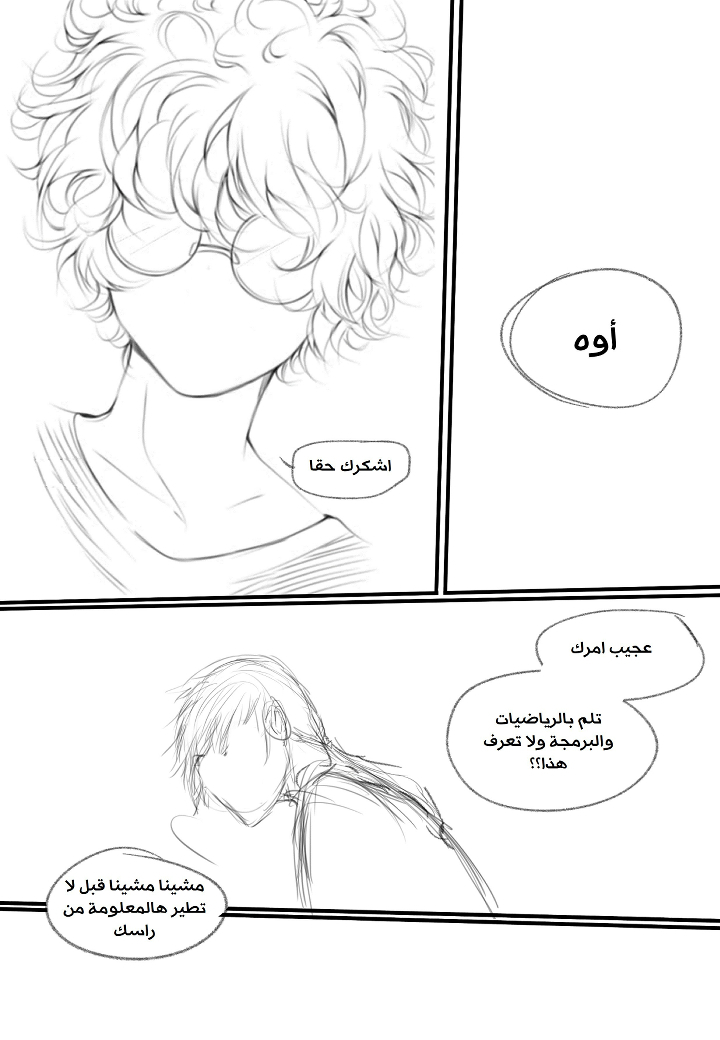 أوه
اشكرك حقا
عجيب امرك
تلم بالرياضيات
والبرمجة ولا تعرف
هذا؟؟
مشينا مشينا قبل لا
تطير هالمعلومة من
راسك